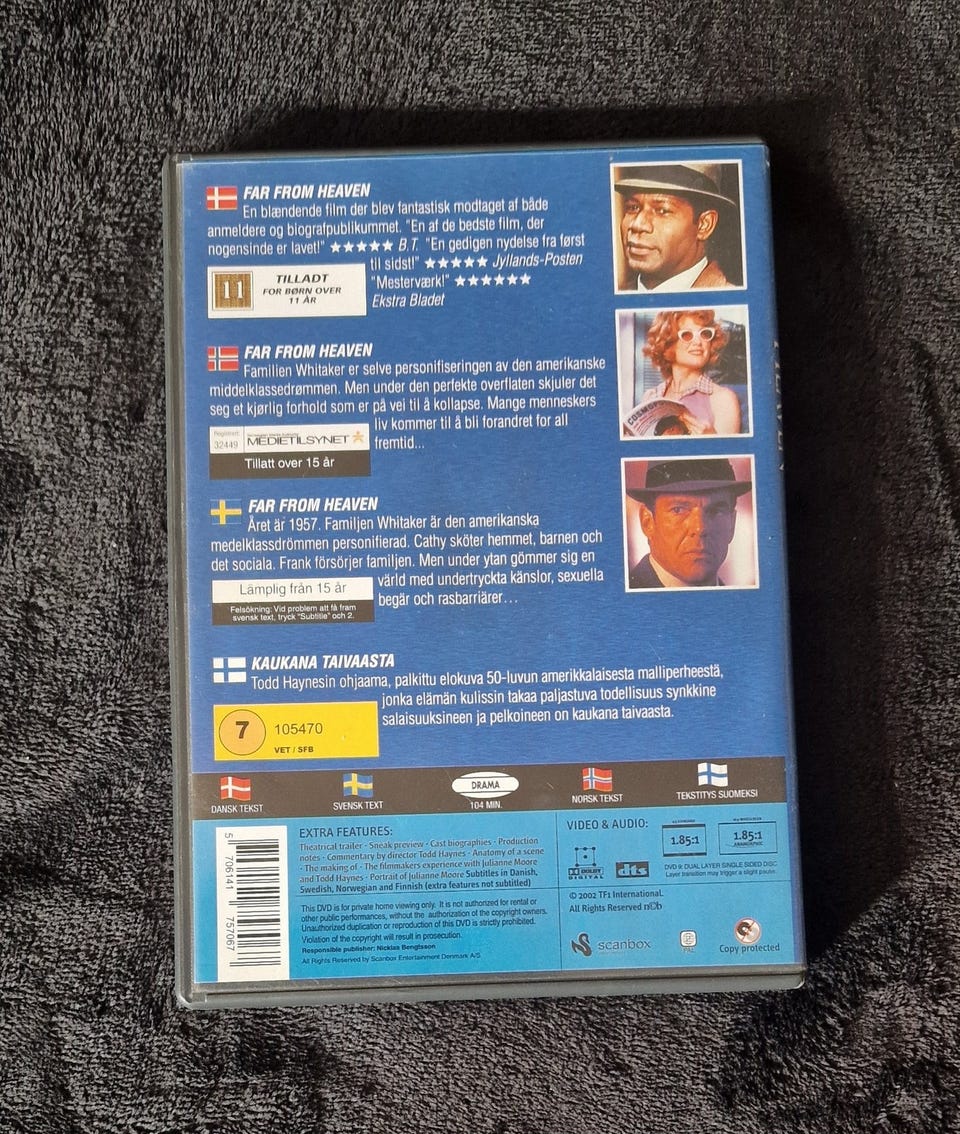 FAR FROM HEAVEN
En blændende film der blev fantastisk modtaget af både
anmeldere og biografpublikummet. "En af de bedste film, der
nogensinde er lavet!" ★★★★★ B.T. "En gedigen nydelse fra først
til sidst!" ★★★★★ Jyllands-Posten
"Mesterværk!" ★★★★★★
Ekstra Bladet
11
TILLADT
FOR BØRN OVER
11 ÅR
FAR FROM HEAVEN
Familien Whitaker er selve personifiseringen av den amerikanske
middelklassedrømmen. Men under den perfekte overflaten skjuler det
seg et kjørlig forhold som er på vei til å kollapse. Mange menneskers
liv kommer til å bli forandret for all
fremtid...
Registrert
32449
MEDIETILSYNET
Tillatt over 15 år
COSMOP
FAR FROM HEAVEN
Året är 1957. Familjen Whitaker är den amerikanska
medelklassdrömmen personifierad. Cathy sköter hemmet, barnen och
det sociala. Frank försörjer familjen. Men under ytan gömmer sig en
värld med undertryckta känslor, sexuella
begär och rasbarriärer...
Lämplig från 15 år
Felsökning: Vid problem att få fram
svensk text, tryck "Subtitle" och 2.
KAUKANA TAIVAASTA
Todd Haynesin ohjaama, palkittu elokuva 50-luvun amerikkalaisesta malliperheestä,
jonka elämän kulissin takaa paljastuva todellisuus synkkine
salaisuuksineen ja pelkoineen on kaukana taivaasta.
7
105470
VET / SFB
DANSK TEKST
SVENSK TEXT
DRAMA
104 MIN.
NORSK TEKST
TEKSTITYS SUOMEKSI
5 706141 757067
EXTRA FEATURES:
Theatrical trailer · Sneak preview · Cast biographies · Production
notes · Commentary by director Todd Haynes · Anatomy of a scene
· The making of · The filmmakers experience with Julianne Moore
and Todd Haynes · Portrait of Julianne Moore Subtitles in Danish,
Swedish, Norwegian and Finnish (extra features not subtitled)
This DVD is for private home viewing only. It is not authorized for rental or
other public performances, without the authorization of the copyright owners.
Unauthorized duplication or reproduction of this DVD is strictly prohibited.
Violation of the copyright will result in prosecution.
Responsible publisher: Nicklas Bengtsson
All Rights Reserved by Scanbox Entertainment Denmark A/S
VIDEO & AUDIO:
1.85:1
1.85:1
ANAMORPHIC
DOLBY
DIGITAL
dts
DVD 9: DUAL LAYER SINGLE SIDED DISC
Layer transition may trigger a slight pause.
© 2002 TF1 International.
All Rights Reserved nCb
scanbox
PAL
Copy protected